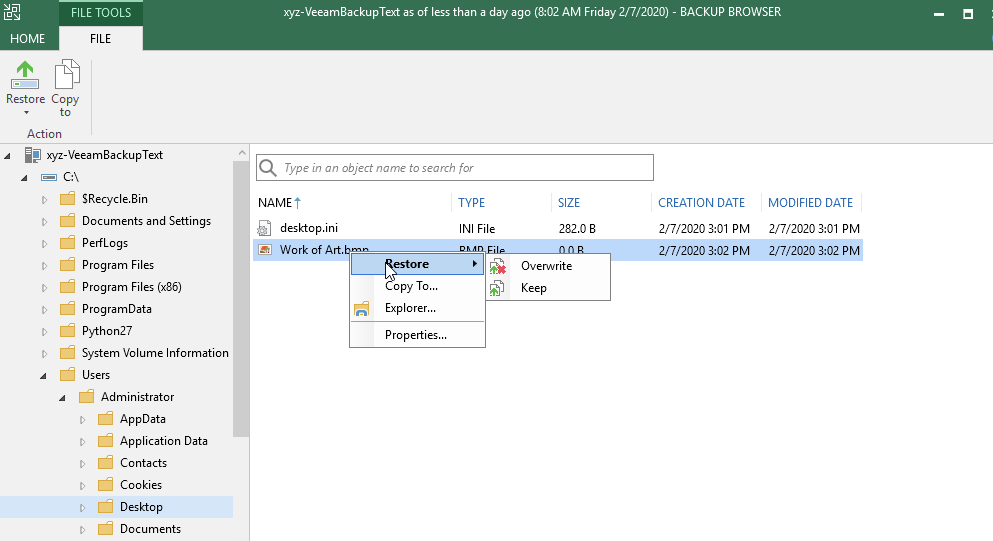 FILE TOOLS
xyz-VeeamBackupText as of less than a day ago (8:02 AM Friday 2/7/2020) - BACKUP BROWSER
HOME
FILE
Restore
Copy
to
Action
xyz-VeeamBackupText
C:\
$Recycle.Bin
Documents and Settings
PerfLogs
Program Files
Program Files (x86)
ProgramData
Python27
System Volume Information
Users
Administrator
AppData
Application Data
Contacts
Cookies
Desktop
Documents
Type in an object name to search for
NAME TYPE SIZE CREATION DATE MODIFIED DATE
desktop.ini INI File 282.0 B 2/7/2020 3:01 PM 2/7/2020 3:01 PM
Work of Art.bmp BMP File 0.0 B 2/7/2020 3:02 PM 2/7/2020 3:02 PM
Restore
Copy To...
Explorer...
Properties...
Overwrite
Keep